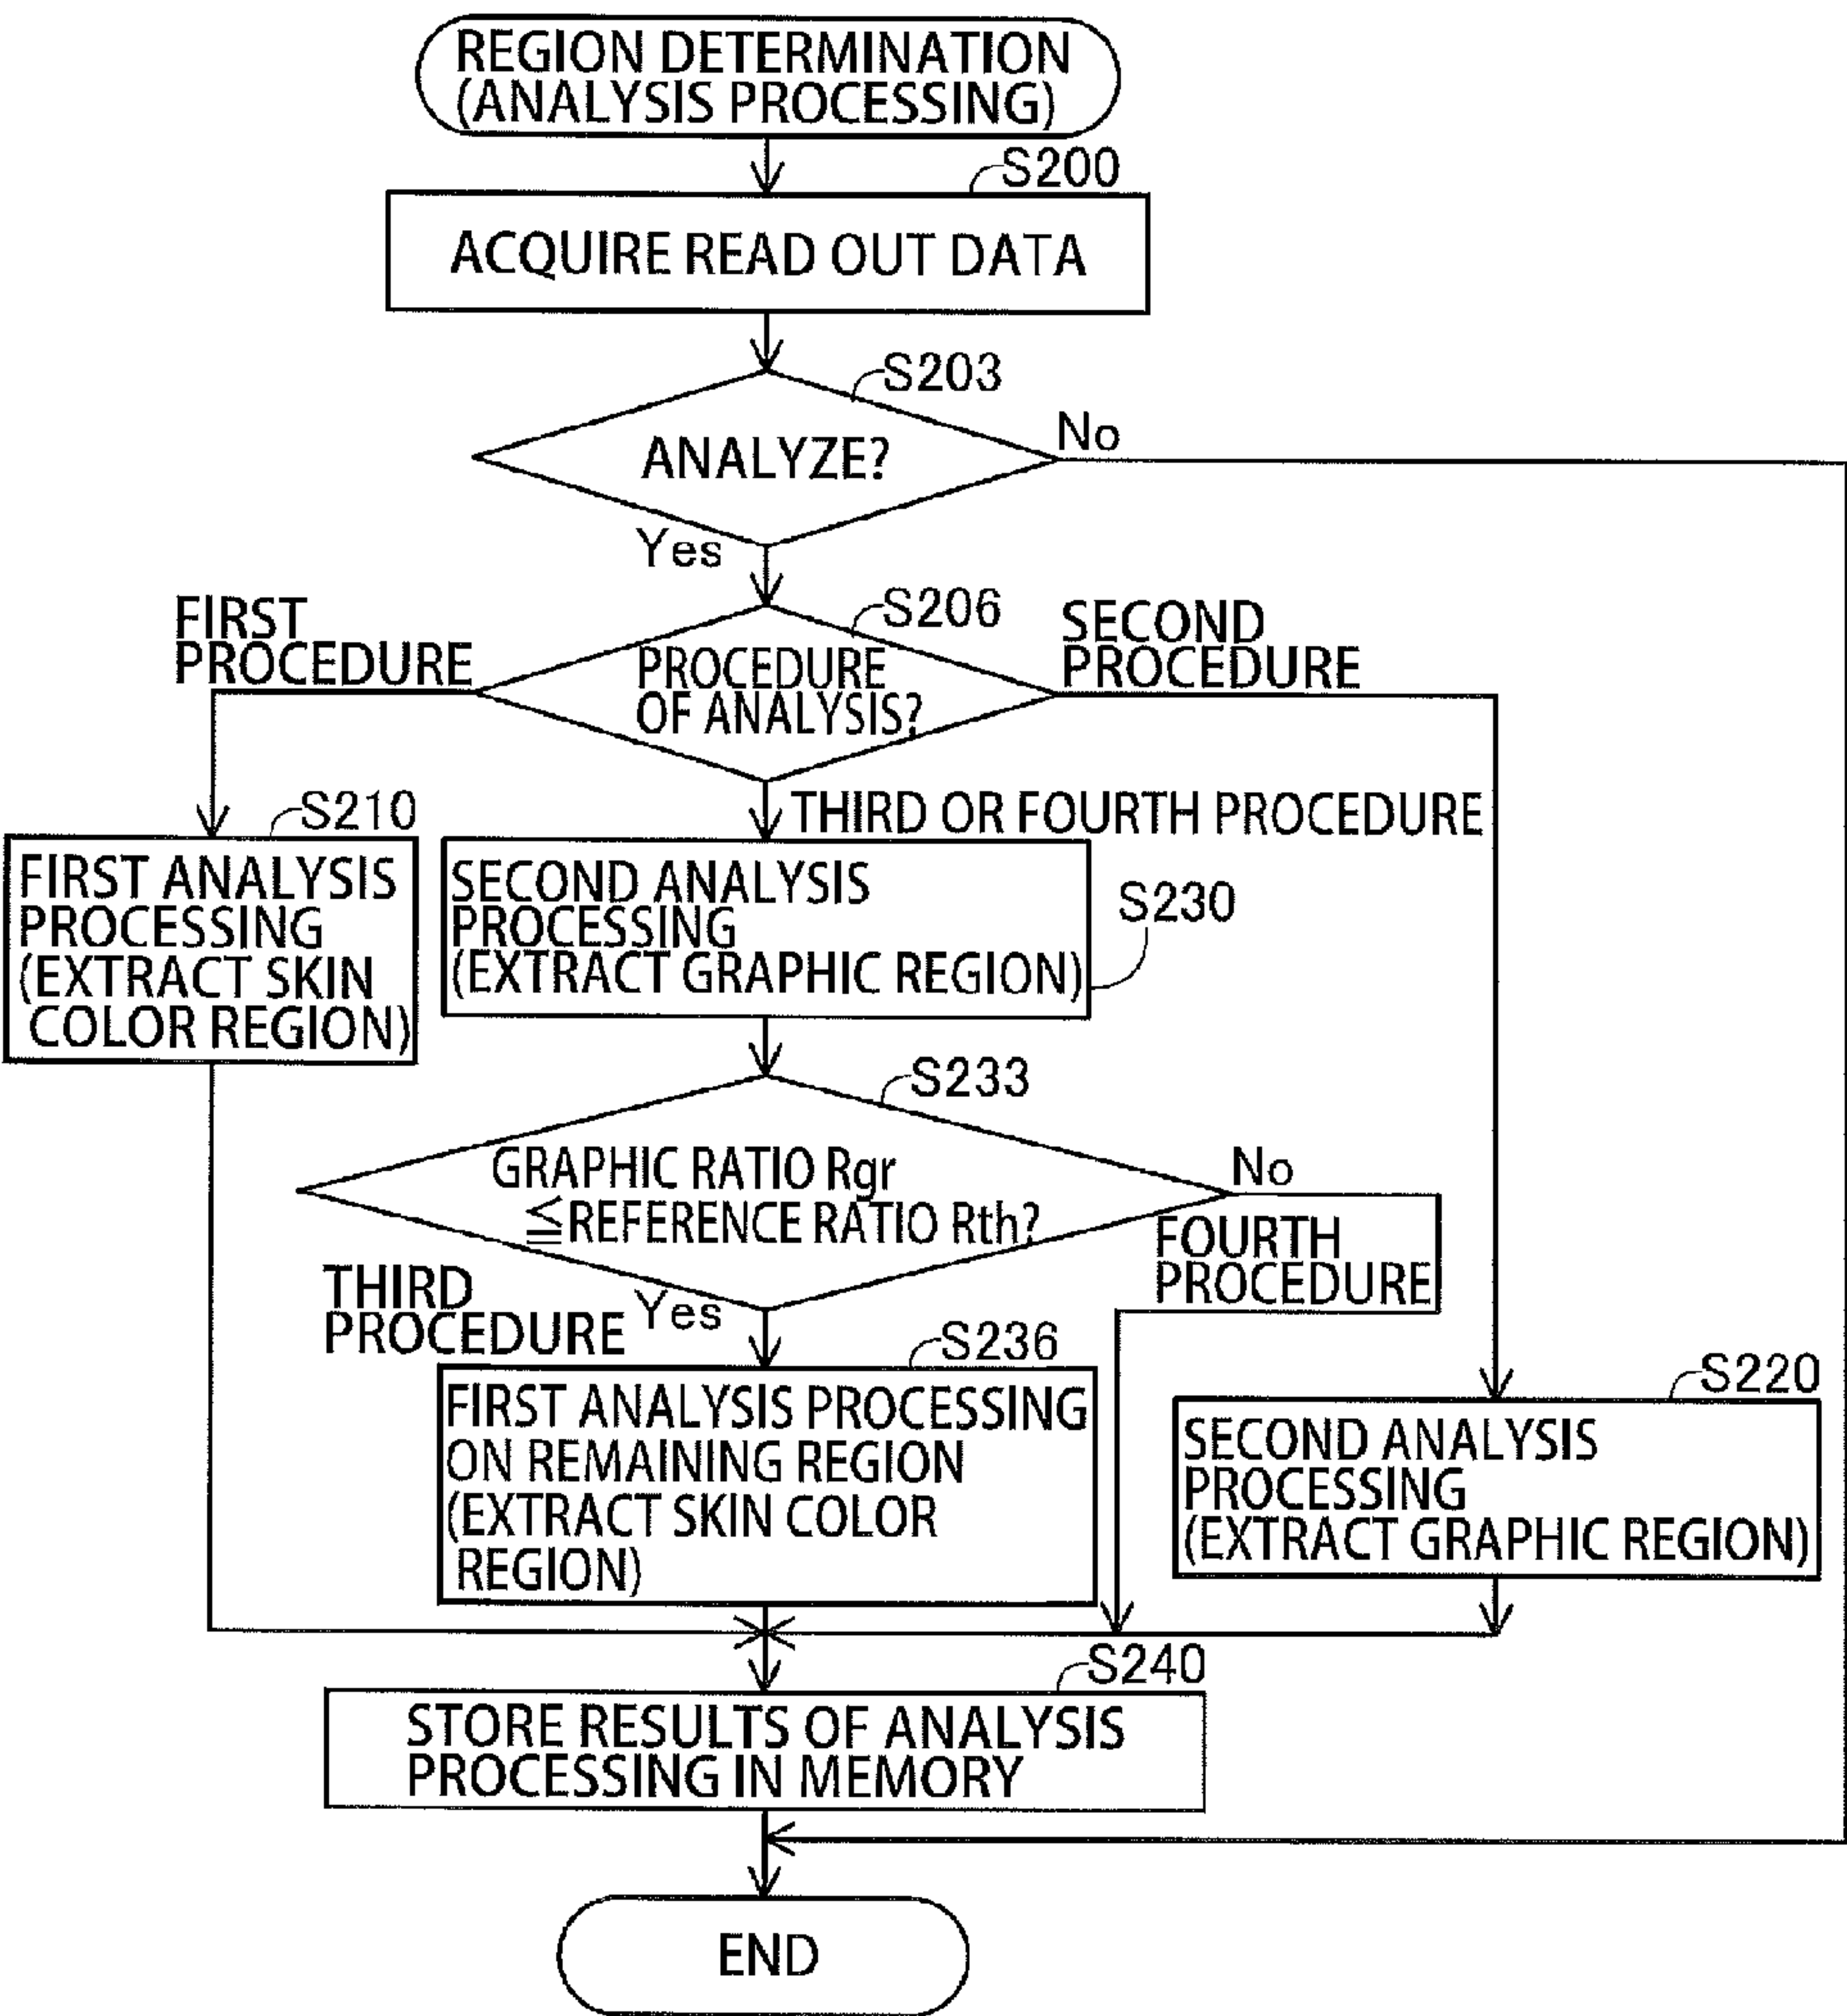 REGION DETERMINATION
(ANALYSIS PROCESSING)
S200
ACQUIRE READ OUT DATA
S203
ANALYZE?
No
Yes
S206
PROCEDURE
OF ANALYSIS?
FIRST
PROCEDURE
SECOND
PROCEDURE
THIRD OR FOURTH PROCEDURE
S210
FIRST ANALYSIS
PROCESSING
(EXTRACT SKIN
COLOR REGION)
SECOND ANALYSIS
PROCESSING
(EXTRACT GRAPHIC REGION)
S230
S233
GRAPHIC RATIO Rgr
≦REFERENCE RATIO Rth?
No
FOURTH
PROCEDURE
THIRD
PROCEDURE
Yes
S236
FIRST ANALYSIS PROCESSING
ON REMAINING REGION
(EXTRACT SKIN COLOR
REGION)
S220
SECOND ANALYSIS
PROCESSING
(EXTRACT GRAPHIC REGION)
S240
STORE RESULTS OF ANALYSIS
PROCESSING IN MEMORY
END